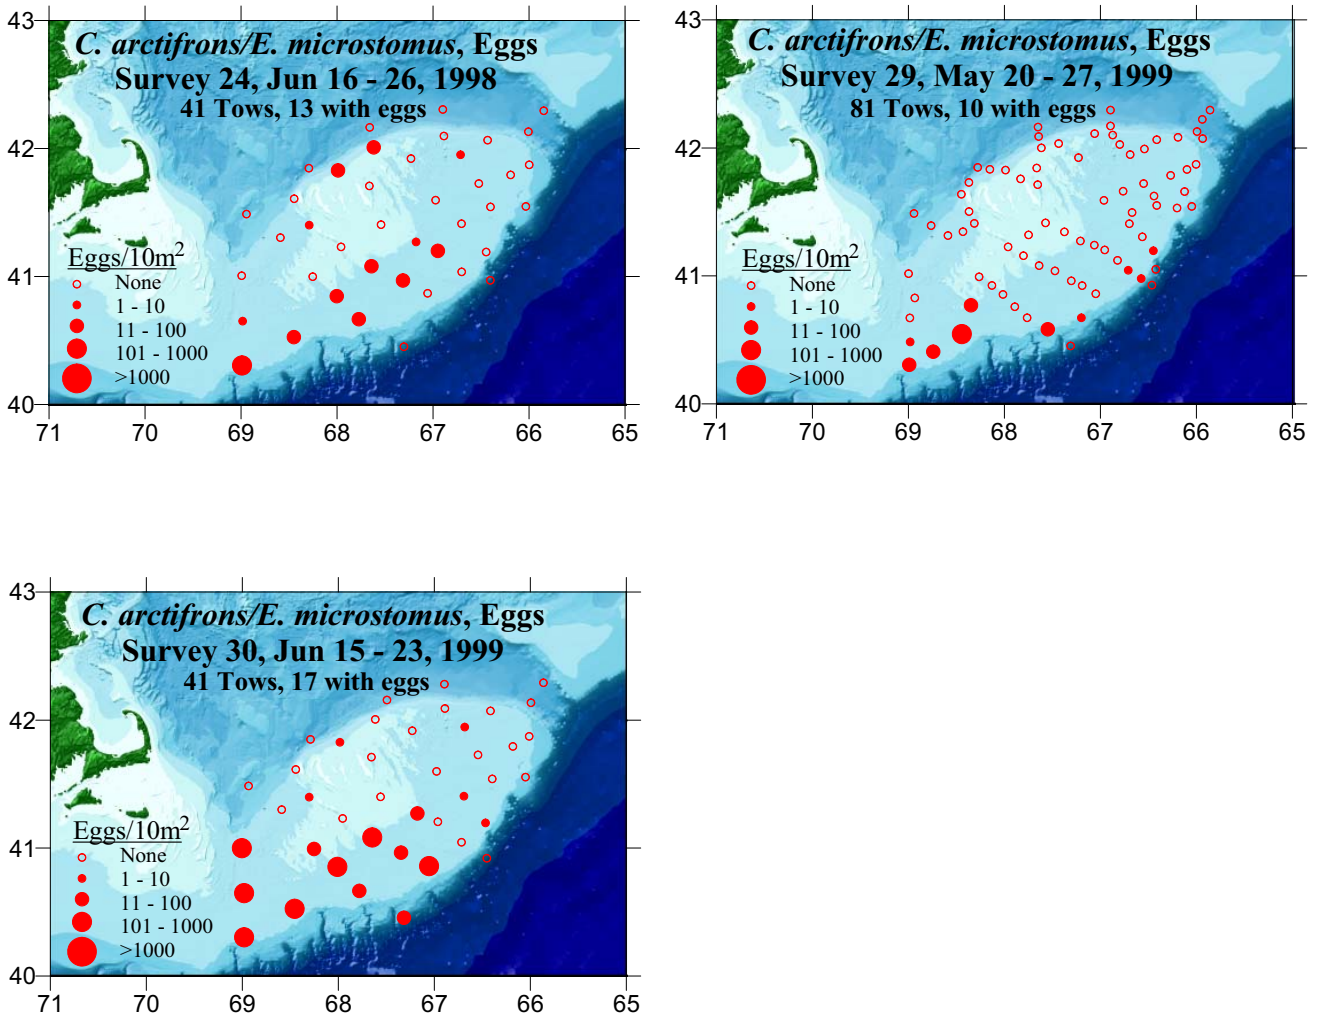 43
C. arctifrons/E. microstomus, Eggs
Survey 24, Jun 16 - 26, 1998
41 Tows, 13 with eggs
42
Eggs/10m²
41
None
1 - 10
11 - 100
101 - 1000
>1000
40
71 70 69 68 67 66 65
43
C. arctifrons/E. microstomus, Eggs
Survey 29, May 20 - 27, 1999
81 Tows, 10 with eggs
42
Eggs/10m²
41
None
1 - 10
11 - 100
101 - 1000
>1000
40
71 70 69 68 67 66 65
43
C. arctifrons/E. microstomus, Eggs
Survey 30, Jun 15 - 23, 1999
41 Tows, 17 with eggs
42
41
Eggs/10m²
None
1 - 10
11 - 100
101 - 1000
>1000
40
71 70 69 68 67 66 65